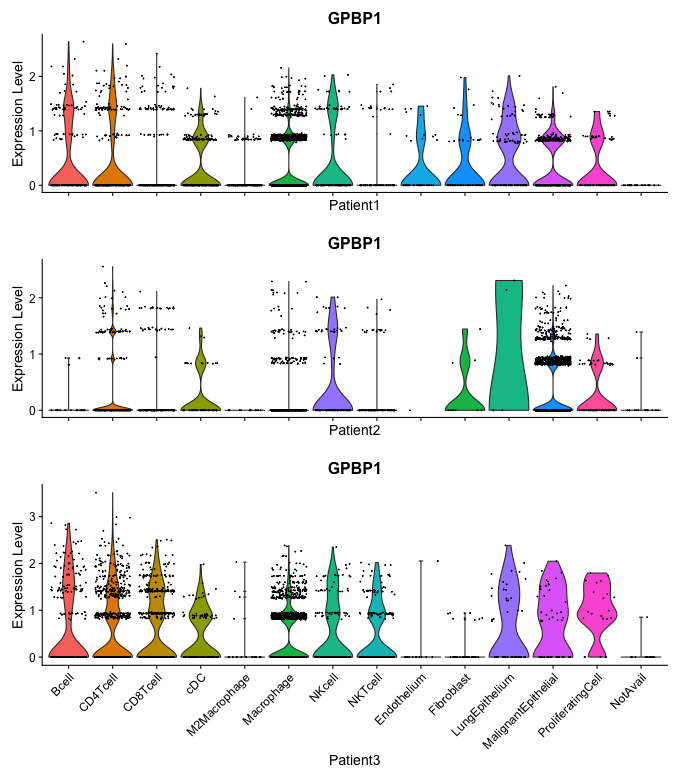 GPBP1
Expression Level
2
1
0
Patient1
GPBP1
Expression Level
2
1
0
Patient2
GPBP1
Expression Level
3
2
1
0
Bcell
CD4Tcell
CD8Tcell
cDC
M2Macrophage
Macrophage
NKcell
NKTcell
Endothelium
Fibroblast
LungEpithelium
MalignantEpithelial
ProliferatingCell
NotAvail
Patient3